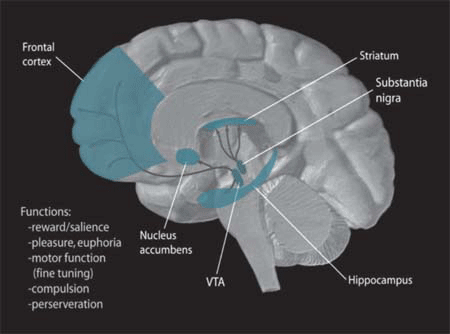 Frontal
cortex
Striatum
Substantia
nigra
Nucleus
accumbens
VTA
Hippocampus
Functions:
-reward/salience
-pleasure, euphoria
-motor function
(fine tuning)
-compulsion
-perserveration